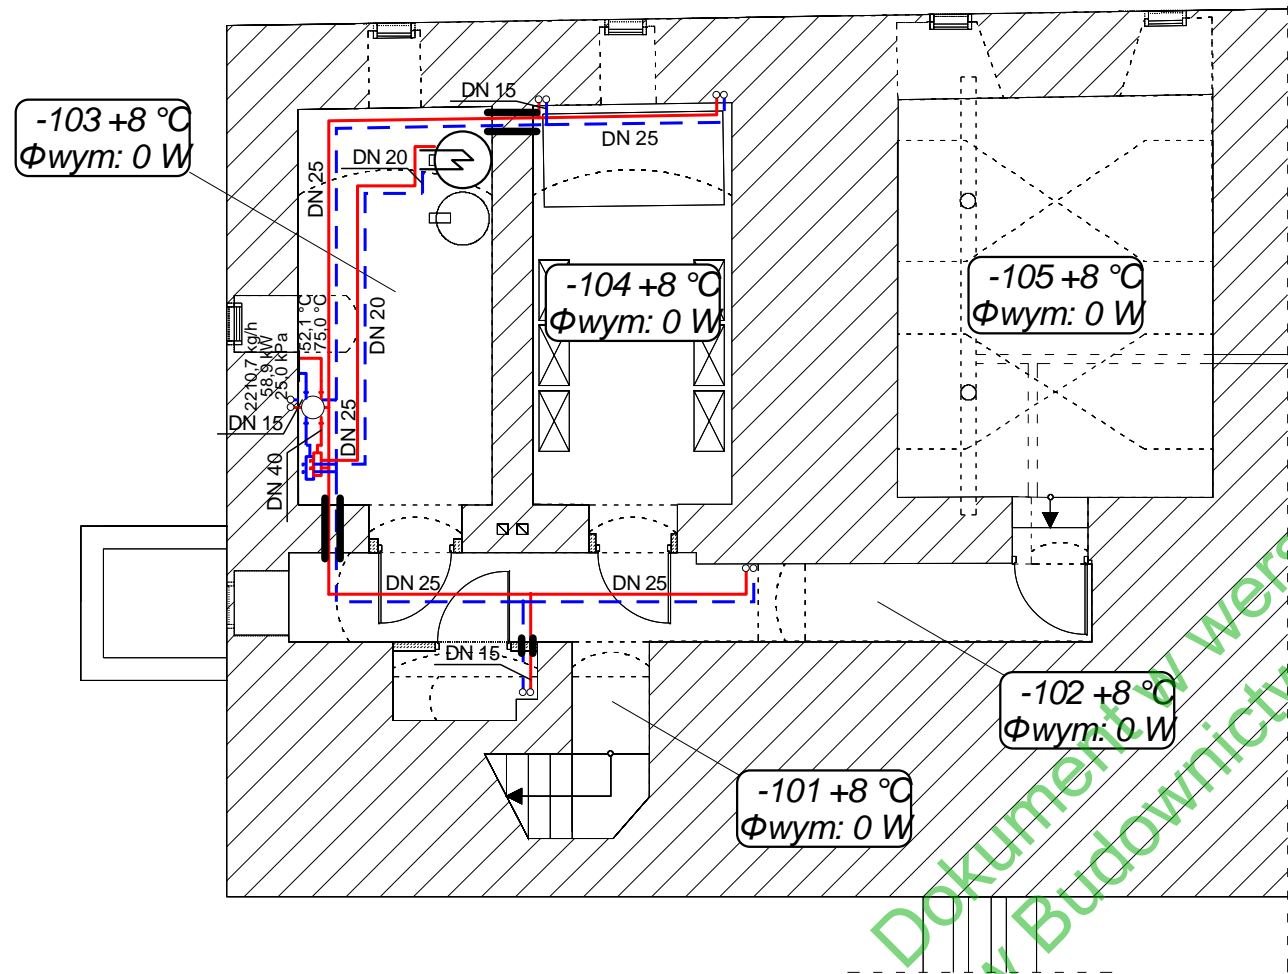 DN 15
-103 +8 °C
Φwym: 0 W
DN 25
DN 20
DN 25
-104 +8 °C
Φwym: 0 W
-105 +8 °C
Φwym: 0 W
2210,7 kg/h
58,9 kW
25,0 kPa
52,1 °C
75,0 °C
DN 20
DN 15
DN 25
DN 40
DN 25
DN 25
DN 15
-102 +8 °C
Φwym: 0 W
-101 +8 °C
Φwym: 0 W
Dokument w wers
w Budownictw